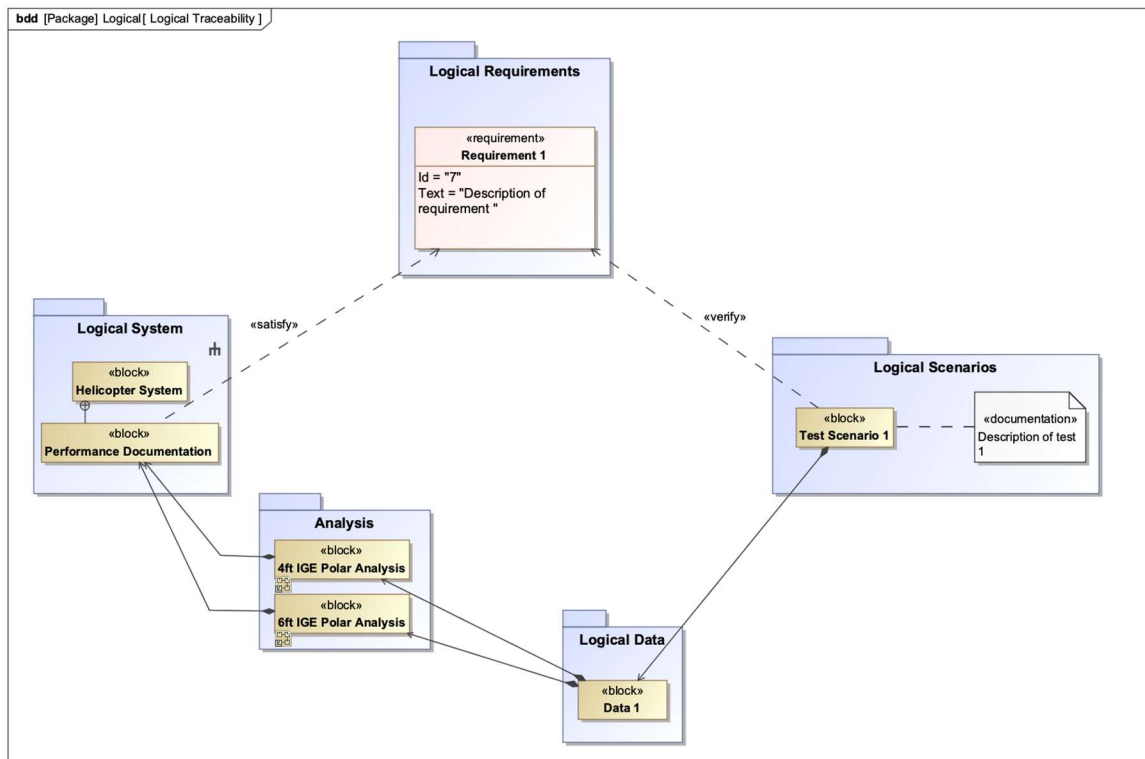 bdd [Package] Logical[ Logical Traceability ]
Logical Requirements
«requirement»
Requirement 1
Id = "7"
Text = "Description of
requirement "
«satisfy»
«verify»
Logical System
«block»
Helicopter System
«block»
Performance Documentation
Logical Scenarios
«block»
Test Scenario 1
«documentation»
Description of test
1
Analysis
«block»
4ft IGE Polar Analysis
«block»
6ft IGE Polar Analysis
Logical Data
«block»
Data 1